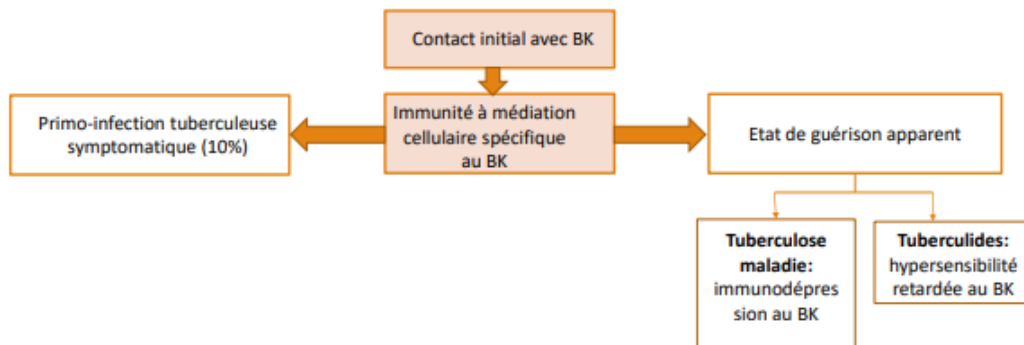 Contact initial avec BK
Primo-infection tuberculeuse
symptomatique (10%)
Immunité à médiation
cellulaire spécifique
au BK
Etat de guérison apparent
Tuberculose
maladie:
immunodépres
sion au BK
Tuberculides:
hypersensibilité
retardée au BK